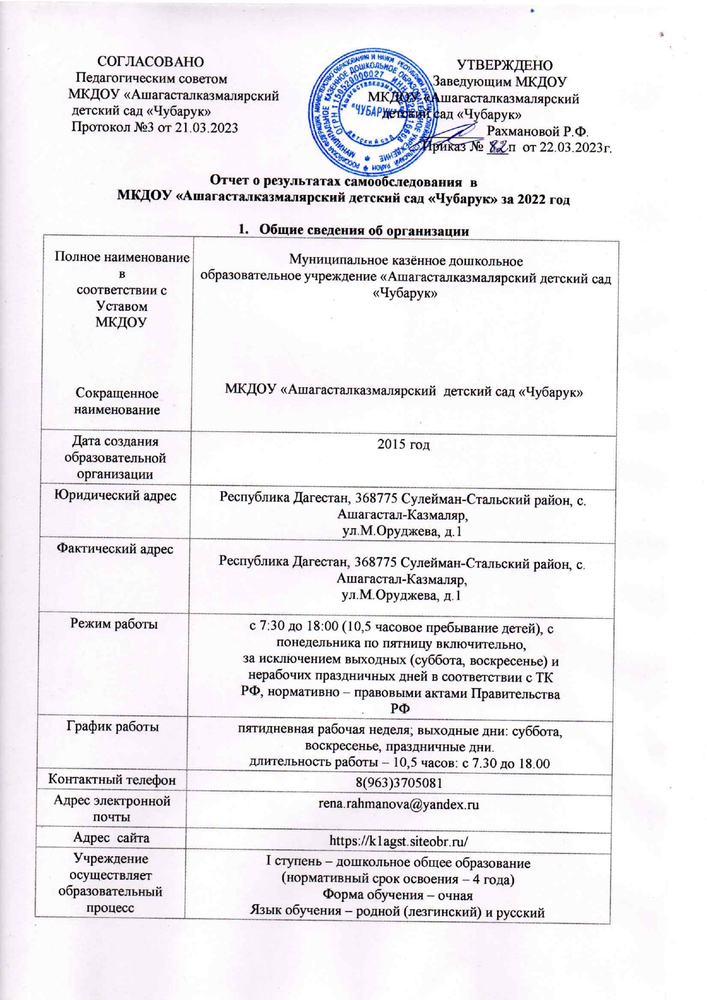 СОГЛАСОВАНО
Педагогическим советом
МКДОУ «Ашагасталказмалярский
детский сад «Чубарук»
Протокол №3 от 21.03.2023
УТВЕРЖДЕНО
Заведующим МКДОУ
МКДОУ «Ашагасталказмалярский
детский сад «Чубарук»
Рахмановой Р.Ф.
Приказ № 82 п от 22.03.2023г.
«ЧУБАРУК»
детский сад
ОГРН 1150529000027
Отчет о результатах самообследования в
МКДОУ «Ашагасталказмалярский детский сад «Чубарук» за 2022 год
1. Общие сведения об организации
Полное наименование
в
соответствии с
Уставом
МКДОУ
Муниципальное казённое дошкольное
образовательное учреждение «Ашагасталказмалярский детский сад
«Чубарук»
Сокращенное
наименование
МКДОУ «Ашагасталказмалярский детский сад «Чубарук»
Дата создания
образовательной
организации
2015 год
Юридический адрес
Республика Дагестан, 368775 Сулейман-Стальский район, с.
Ашагастал-Казмаляр,
ул.М.Оруджева, д.1
Фактический адрес
Республика Дагестан, 368775 Сулейман-Стальский район, с.
Ашагастал-Казмаляр,
ул.М.Оруджева, д.1
Режим работы
с 7:30 до 18:00 (10,5 часовое пребывание детей), с
понедельника по пятницу включительно,
за исключением выходных (суббота, воскресенье) и
нерабочих праздничных дней в соответствии с ТК
РФ, нормативно – правовыми актами Правительства
РФ
График работы
пятидневная рабочая неделя; выходные дни: суббота,
воскресенье, праздничные дни.
длительность работы – 10,5 часов: с 7.30 до 18.00
Контактный телефон
8(963)3705081
Адрес электронной
почты
rena.rahmanova@yandex.ru
Адрес сайта
https://k1agst.siteobr.ru/
Учреждение
осуществляет
образовательный
процесс
I ступень – дошкольное общее образование
(нормативный срок освоения – 4 года)
Форма обучения – очная
Язык обучения – родной (лезгинский) и русский